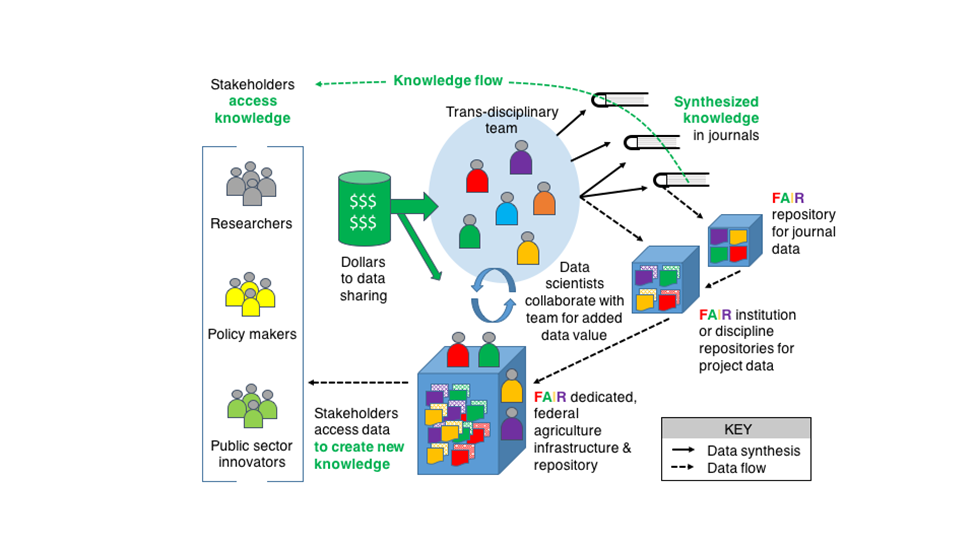 Stakeholders
access
knowledge
Knowledge flow
Trans-disciplinary
team
Synthesized
knowledge
in journals
Researchers
Policy makers
Public sector
innovators
$$$
$$$
Dollars
to data
sharing
Data
scientists
collaborate with
team for added
data value
FAIR
repository
for journal
data
FAIR institution
or discipline
repositories for
project data
FAIR dedicated,
federal
agriculture
infrastructure &
repository
Stakeholders
access data
to create new
knowledge
KEY
Data synthesis
Data flow